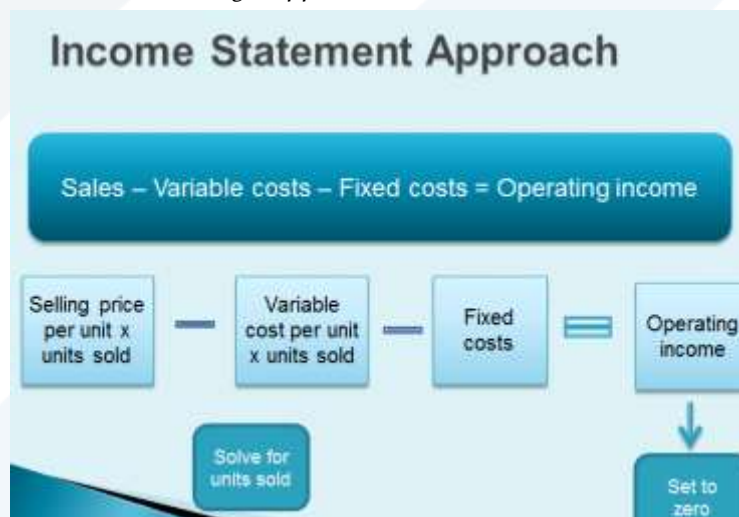 Income Statement Approach
Sales – Variable costs – Fixed costs = Operating income
Selling price
per unit x
units sold
Variable
cost per unit
x units sold
Fixed
costs
Operating
income
Solve for
units sold
Set to
zero